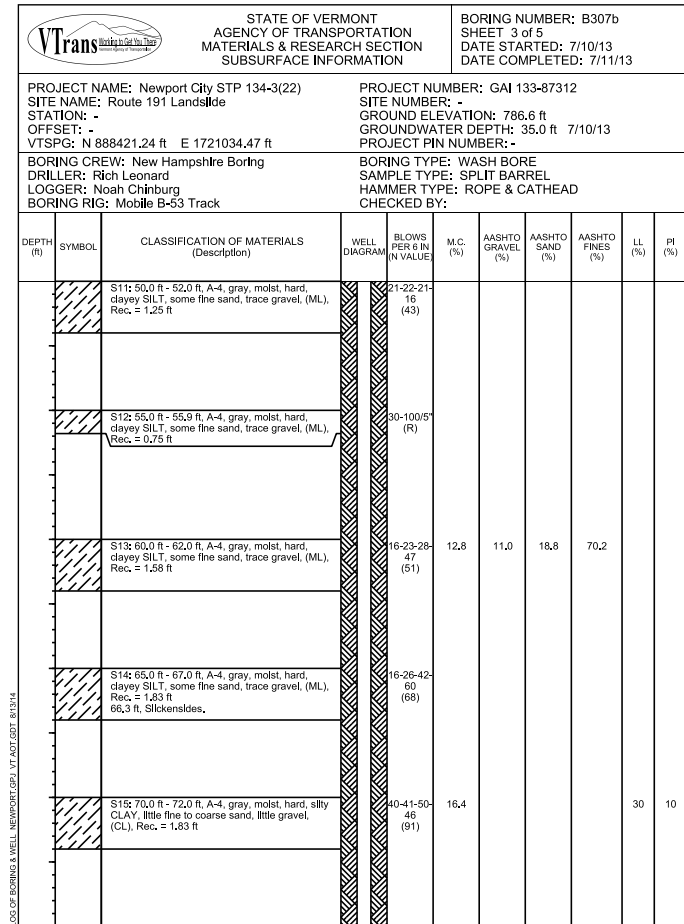 VTrans Working to Get You There
Vermont Agency of Transportation
STATE OF VERMONT
AGENCY OF TRANSPORTATION
MATERIALS & RESEARCH SECTION
SUBSURFACE INFORMATION
BORING NUMBER: B307b
SHEET 3 of 5
DATE STARTED: 7/10/13
DATE COMPLETED: 7/11/13
PROJECT NAME: Newport City STP 134-3(22)
SITE NAME: Route 191 Landslide
STATION: -
OFFSET: -
VTSPG: N 888421.24 ft E 1721034.47 ft
PROJECT NUMBER: GAI 133-87312
SITE NUMBER: -
GROUND ELEVATION: 786.6 ft
GROUNDWATER DEPTH: 35.0 ft 7/10/13
PROJECT PIN NUMBER: -
BORING CREW: New Hampshire Boring
DRILLER: Rich Leonard
LOGGER: Noah Chinburg
BORING RIG: Mobile B-53 Track
BORING TYPE: WASH BORE
SAMPLE TYPE: SPLIT BARREL
HAMMER TYPE: ROPE & CATHEAD
CHECKED BY:
DEPTH (ft)
SYMBOL
CLASSIFICATION OF MATERIALS
(Description)
WELL DIAGRAM
BLOWS PER 6 IN (N VALUE)
M.C. (%)
AASHTO GRAVEL (%)
AASHTO SAND (%)
AASHTO FINES (%)
LL (%)
PI (%)
S11: 50.0 ft - 52.0 ft, A-4, gray, moist, hard,
clayey SILT, some fine sand, trace gravel, (ML),
Rec. = 1.25 ft
21-22-21-
16
(43)
S12: 55.0 ft - 55.9 ft, A-4, gray, moist, hard,
clayey SILT, some fine sand, trace gravel, (ML),
Rec. = 0.75 ft
30-100/5"
(R)
S13: 60.0 ft - 62.0 ft, A-4, gray, moist, hard,
clayey SILT, some fine sand, trace gravel, (ML),
Rec. = 1.58 ft
16-23-28-
47
(51)
12.8 11.0 18.8 70.2
S14: 65.0 ft - 67.0 ft, A-4, gray, moist, hard,
clayey SILT, some fine sand, trace gravel, (ML),
Rec. = 1.83 ft
66.3 ft, Slickensides.
16-26-42-
60
(68)
S15: 70.0 ft - 72.0 ft, A-4, gray, moist, hard, silty
CLAY, little fine to coarse sand, little gravel,
(CL), Rec. = 1.83 ft
40-41-50-
46
(91)
16.4 30 10
OG OF BORING & WELL NEWPORT.GPJ VT AOT.GDT 8/13/14